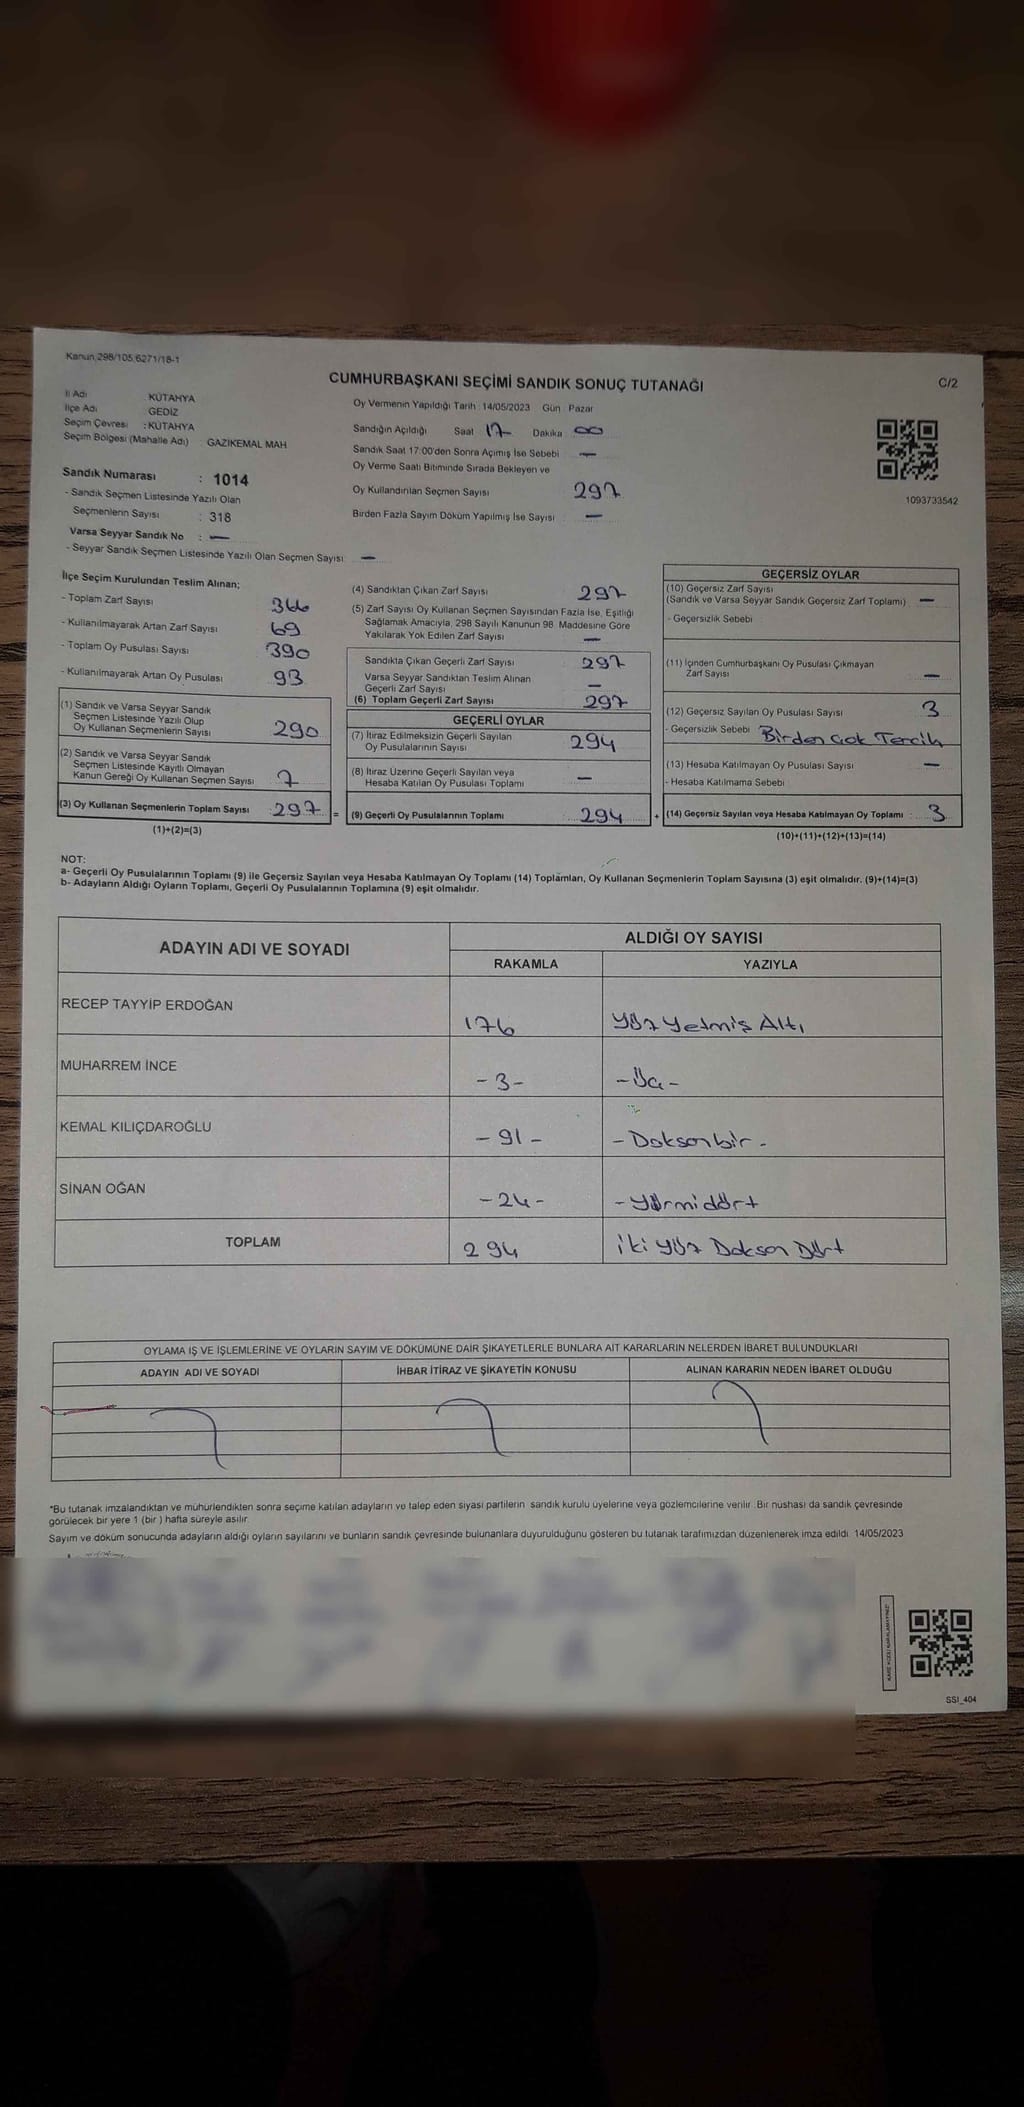 Kanun 298/105,6271/18-1
CUMHURBAŞKANI SEÇİMİ SANDIK SONUÇ TUTANAĞI
C/2
İl Adı : KÜTAHYA
İlçe Adı : GEDİZ
Seçim Çevresi : KÜTAHYA
Seçim Bölgesi (Mahalle Adı) : GAZİKEMAL MAH
Oy Vermenin Yapıldığı Tarih : 14/05/2023 Gün : Pazar
Sandığın Açıldığı Saat 17 Dakika 00
Sandık Saat 17:00'den Sonra Açımış İse Sebebi —
Oy Verme Saati Bitiminde Sırada Bekleyen ve
Oy Kullandırılan Seçmen Sayısı 297
Birden Fazla Sayım Döküm Yapılmış İse Sayısı —
1093733542
Sandık Numarası : 1014
- Sandık Seçmen Listesinde Yazılı Olan
Seçmenlerin Sayısı : 318
Varsa Seyyar Sandık No : —
- Seyyar Sandık Seçmen Listesinde Yazılı Olan Seçmen Sayısı —
İlçe Seçim Kurulundan Teslim Alınan;
- Toplam Zarf Sayısı 366
- Kullanılmayarak Artan Zarf Sayısı 69
- Toplam Oy Pusulası Sayısı 390
- Kullanılmayarak Artan Oy Pusulası 93
(1) Sandık ve Varsa Seyyar Sandık
Seçmen Listesinde Yazılı Olup
Oy Kullanan Seçmenlerin Sayısı 290
(2) Sandık ve Varsa Seyyar Sandık
Seçmen Listesinde Kayıtlı Olmayan
Kanun Gereği Oy Kullanan Seçmen Sayısı 7
(3) Oy Kullanan Seçmenlerin Toplam Sayısı 297 =
(1)+(2)=(3)
(4) Sandıktan Çıkan Zarf Sayısı 297
(5) Zarf Sayısı Oy Kullanan Seçmen Sayısından Fazla İse, Eşitliği
Sağlamak Amacıyla, 298 Sayılı Kanunun 98. Maddesine Göre
Yakılarak Yok Edilen Zarf Sayısı —
Sandıkta Çıkan Geçerli Zarf Sayısı 297
Varsa Seyyar Sandıktan Teslim Alınan
Geçerli Zarf Sayısı —
(6) Toplam Geçerli Zarf Sayısı 297
GEÇERLİ OYLAR
(7) İtiraz Edilmeksizin Geçerli Sayılan
Oy Pusulalarının Sayısı 294
(8) İtiraz Üzerine Geçerli Sayılan veya
Hesaba Katılan Oy Pusulası Toplamı —
(9) Geçerli Oy Pusulalarının Toplamı 294 +
GEÇERSİZ OYLAR
(10) Geçersiz Zarf Sayısı
(Sandık ve Varsa Seyyar Sandık Geçersiz Zarf Toplamı) —
- Geçersizlik Sebebi
(11) İçinden Cumhurbaşkanı Oy Pusulası Çıkmayan
Zarf Sayısı —
(12) Geçersiz Sayılan Oy Pusulası Sayısı 3
- Geçersizlik Sebebi Birden Çok Tercih
(13) Hesaba Katılmayan Oy Pusulası Sayısı —
- Hesaba Katılmama Sebebi
(14) Geçersiz Sayılan veya Hesaba Katılmayan Oy Toplamı : 3
(10)+(11)+(12)+(13)=(14)
NOT:
a- Geçerli Oy Pusulalarının Toplamı (9) ile Geçersiz Sayılan veya Hesaba Katılmayan Oy Toplamı (14) Toplamları, Oy Kullanan Seçmenlerin Toplam Sayısına (3) eşit olmalıdır. (9)+(14)=(3)
b- Adayların Aldığı Oyların Toplamı, Geçerli Oy Pusulalarının Toplamına (9) eşit olmalıdır.
ADAYIN ADI VE SOYADI
ALDIĞI OY SAYISI
RAKAMLA YAZIYLA
RECEP TAYYİP ERDOĞAN 176 Yüz Yetmiş Altı
MUHARREM İNCE -3- -Üç-
KEMAL KILIÇDAROĞLU -91- -Doksanbir-
SİNAN OĞAN -24- -Yirmidört
TOPLAM 294 İki Yüz Doksan Dört
OYLAMA İŞ VE İŞLEMLERİNE VE OYLARIN SAYIM VE DÖKÜMÜNE DAİR ŞİKAYETLERLE BUNLARA AİT KARARLARIN NELERDEN İBARET BULUNDUKLARI
ADAYIN ADI VE SOYADI İHBAR İTİRAZ VE ŞİKAYETİN KONUSU ALINAN KARARIN NEDEN İBARET OLDUĞU
*Bu tutanak imzalandıktan ve mühürlendikten sonra seçime katılan adayların ve talep eden siyasi partilerin sandık kurulu üyelerine veya gözlemcilerine verilir. Bir nüshası da sandık çevresinde
görülecek bir yere 1 (bir) hafta süreyle asılır.
Sayım ve döküm sonucunda adayların aldığı oyların sayılarını ve bunların sandık çevresinde bulunanlara duyurulduğunu gösteren bu tutanak tarafımızdan düzenlenerek imza edildi. 14/05/2023
KARE KODU KARALAMAYINIZ!
SSI_404